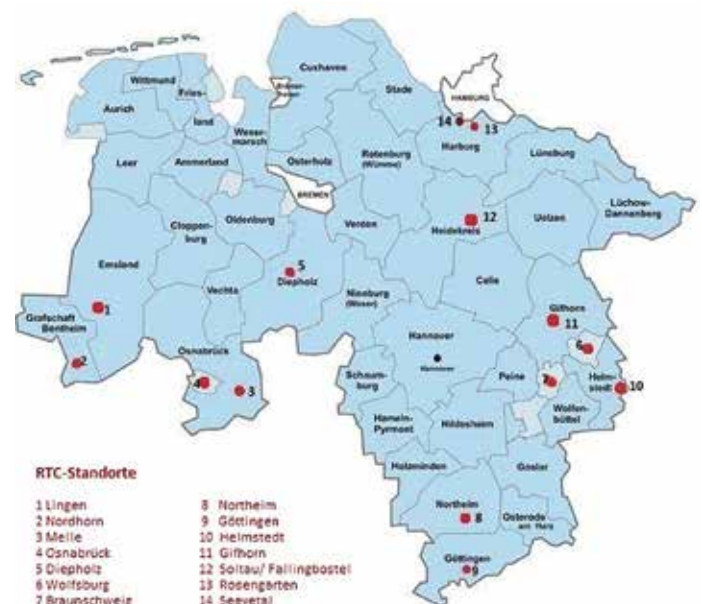 Cuxhaven
Wittmund
Stade
Fries-
HAMBURG
Aurich
land
14
13
Weser-
marsch
Harburg
Leer
Ammerland
Osterholz
Rotenburg
(Wümme)
Lüneburg
BREMEN
Oldenburg
Cloppen-
burg
Verden
12
Heidekreis
Uelzen
Lüchow-
Dannenberg
Emsland
5
Diepholz
Celle
Vechta
Nienburg
(Weser)
1
Gifhorn
11
Grafschaft
Bentheim
Hannover
6
Osnabrück
Hannover
2
Schaum-
burg
Peine
7
Helm-
stedt
10
4
3
Wolfen-
büttel
Hameln-
Pyrmont
Hildesheim
Holzminden
Goslar
RTC-Standorte
Northeim
8
Osterode
am Harz
Göttingen
9
1 Lingen
2 Nordhorn
3 Melle
4 Osnabrück
5 Diepholz
6 Wolfsburg
7 Braunschweig
8 Northeim
9 Göttingen
10 Helmstedt
11 Gifhorn
12 Soltau/ Fallingbostel
13 Rosengarten
14 Seevetal